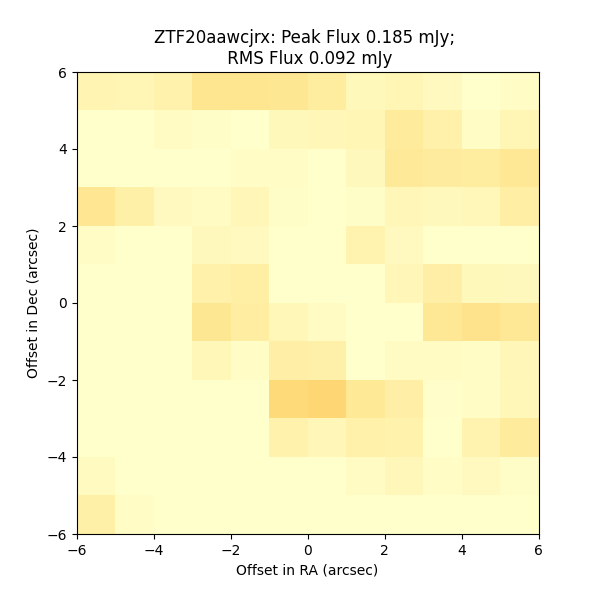 ZTF20aawcjrx: Peak Flux 0.185 mJy;
RMS Flux 0.092 mJy
6
4
2
0
−2
−4
−6
Offset in Dec (arcsec)
−6 −4 −2 0 2 4 6
Offset in RA (arcsec)